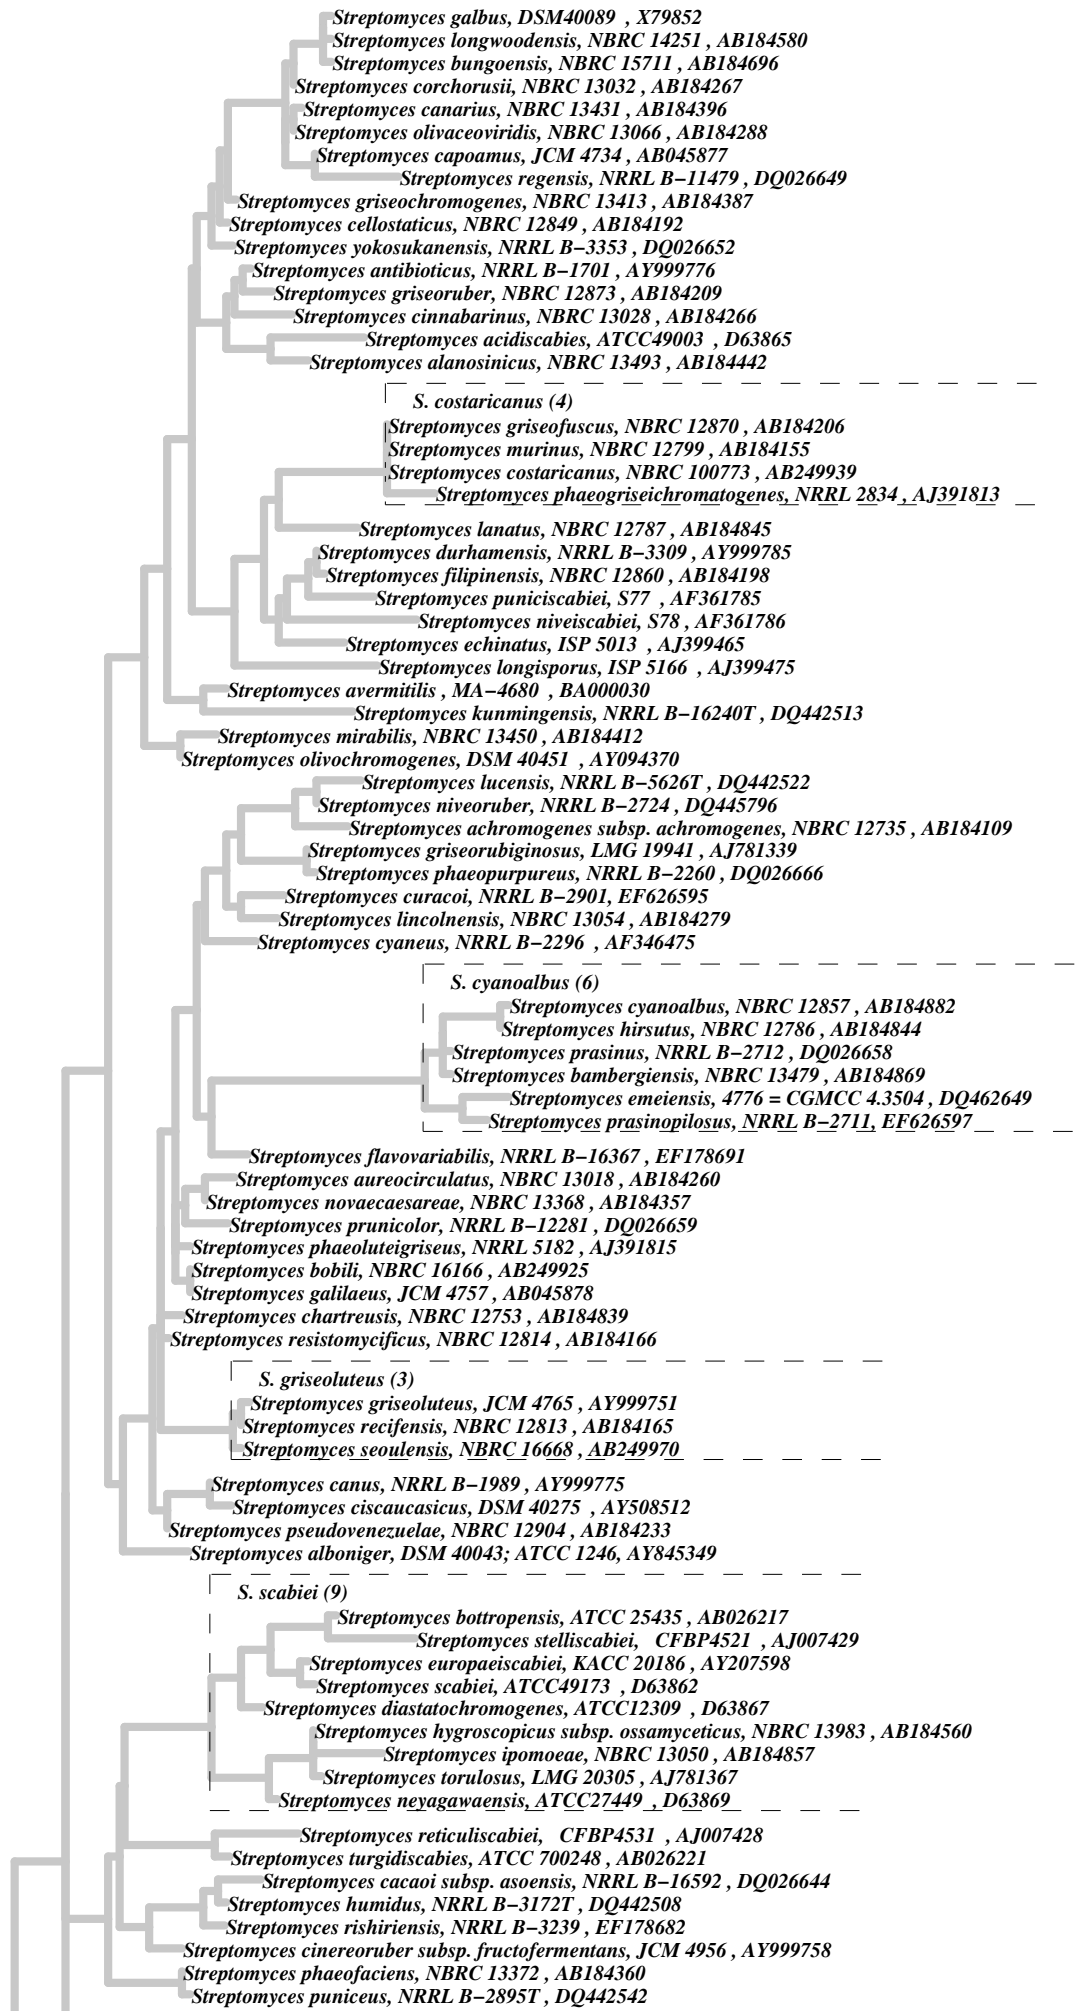 Streptomyces galbus, DSM40089 , X79852
Streptomyces longwoodensis, NBRC 14251 , AB184580
Streptomyces bungoensis, NBRC 15711 , AB184696
Streptomyces corchorusii, NBRC 13032 , AB184267
Streptomyces canarius, NBRC 13431 , AB184396
Streptomyces olivaceoviridis, NBRC 13066 , AB184288
Streptomyces capoamus, JCM 4734 , AB045877
Streptomyces regensis, NRRL B−11479 , DQ026649
Streptomyces griseochromogenes, NBRC 13413 , AB184387
Streptomyces cellostaticus, NBRC 12849 , AB184192
Streptomyces yokosukanensis, NRRL B−3353 , DQ026652
Streptomyces antibioticus, NRRL B−1701 , AY999776
Streptomyces griseoruber, NBRC 12873 , AB184209
Streptomyces cinnabarinus, NBRC 13028 , AB184266
Streptomyces acidiscabies, ATCC49003 , D63865
Streptomyces alanosinicus, NBRC 13493 , AB184442
S. costaricanus (4)
Streptomyces griseofuscus, NBRC 12870 , AB184206
Streptomyces murinus, NBRC 12799 , AB184155
Streptomyces costaricanus, NBRC 100773 , AB249939
Streptomyces phaeogriseichromatogenes, NRRL 2834 , AJ391813
Streptomyces lanatus, NBRC 12787 , AB184845
Streptomyces durhamensis, NRRL B−3309 , AY999785
Streptomyces filipinensis, NBRC 12860 , AB184198
Streptomyces puniciscabiei, S77 , AF361785
Streptomyces niveiscabiei, S78 , AF361786
Streptomyces echinatus, ISP 5013 , AJ399465
Streptomyces longisporus, ISP 5166 , AJ399475
Streptomyces avermitilis , MA−4680 , BA000030
Streptomyces kunmingensis, NRRL B−16240T , DQ442513
Streptomyces mirabilis, NBRC 13450 , AB184412
Streptomyces olivochromogenes, DSM 40451 , AY094370
Streptomyces lucensis, NRRL B−5626T , DQ442522
Streptomyces niveoruber, NRRL B−2724 , DQ445796
Streptomyces achromogenes subsp. achromogenes, NBRC 12735 , AB184109
Streptomyces griseorubiginosus, LMG 19941 , AJ781339
Streptomyces phaeopurpureus, NRRL B−2260 , DQ026666
Streptomyces curacoi, NRRL B−2901, EF626595
Streptomyces lincolnensis, NBRC 13054 , AB184279
Streptomyces cyaneus, NRRL B−2296 , AF346475
S. cyanoalbus (6)
Streptomyces cyanoalbus, NBRC 12857 , AB184882
Streptomyces hirsutus, NBRC 12786 , AB184844
Streptomyces prasinus, NRRL B−2712 , DQ026658
Streptomyces bambergiensis, NBRC 13479 , AB184869
Streptomyces emeiensis, 4776 = CGMCC 4.3504 , DQ462649
Streptomyces prasinopilosus, NRRL B−2711, EF626597
Streptomyces flavovariabilis, NRRL B−16367 , EF178691
Streptomyces aureocirculatus, NBRC 13018 , AB184260
Streptomyces novaecaesareae, NBRC 13368 , AB184357
Streptomyces prunicolor, NRRL B−12281 , DQ026659
Streptomyces phaeoluteigriseus, NRRL 5182 , AJ391815
Streptomyces bobili, NBRC 16166 , AB249925
Streptomyces galilaeus, JCM 4757 , AB045878
Streptomyces chartreusis, NBRC 12753 , AB184839
Streptomyces resistomycificus, NBRC 12814 , AB184166
S. griseoluteus (3)
Streptomyces griseoluteus, JCM 4765 , AY999751
Streptomyces recifensis, NBRC 12813 , AB184165
Streptomyces seoulensis, NBRC 16668 , AB249970
Streptomyces canus, NRRL B−1989 , AY999775
Streptomyces ciscaucasicus, DSM 40275 , AY508512
Streptomyces pseudovenezuelae, NBRC 12904 , AB184233
Streptomyces alboniger, DSM 40043; ATCC 1246, AY845349
S. scabiei (9)
Streptomyces bottropensis, ATCC 25435 , AB026217
Streptomyces stelliscabiei, CFBP4521 , AJ007429
Streptomyces europaeiscabiei, KACC 20186 , AY207598
Streptomyces scabiei, ATCC49173 , D63862
Streptomyces diastatochromogenes, ATCC12309 , D63867
Streptomyces hygroscopicus subsp. ossamyceticus, NBRC 13983 , AB184560
Streptomyces ipomoeae, NBRC 13050 , AB184857
Streptomyces torulosus, LMG 20305 , AJ781367
Streptomyces neyagawaensis, ATCC27449 , D63869
Streptomyces reticuliscabiei, CFBP4531 , AJ007428
Streptomyces turgidiscabies, ATCC 700248 , AB026221
Streptomyces cacaoi subsp. asoensis, NRRL B−16592 , DQ026644
Streptomyces humidus, NRRL B−3172T , DQ442508
Streptomyces rishiriensis, NRRL B−3239 , EF178682
Streptomyces cinereoruber subsp. fructofermentans, JCM 4956 , AY999758
Streptomyces phaeofaciens, NBRC 13372 , AB184360
Streptomyces puniceus, NRRL B−2895T , DQ442542